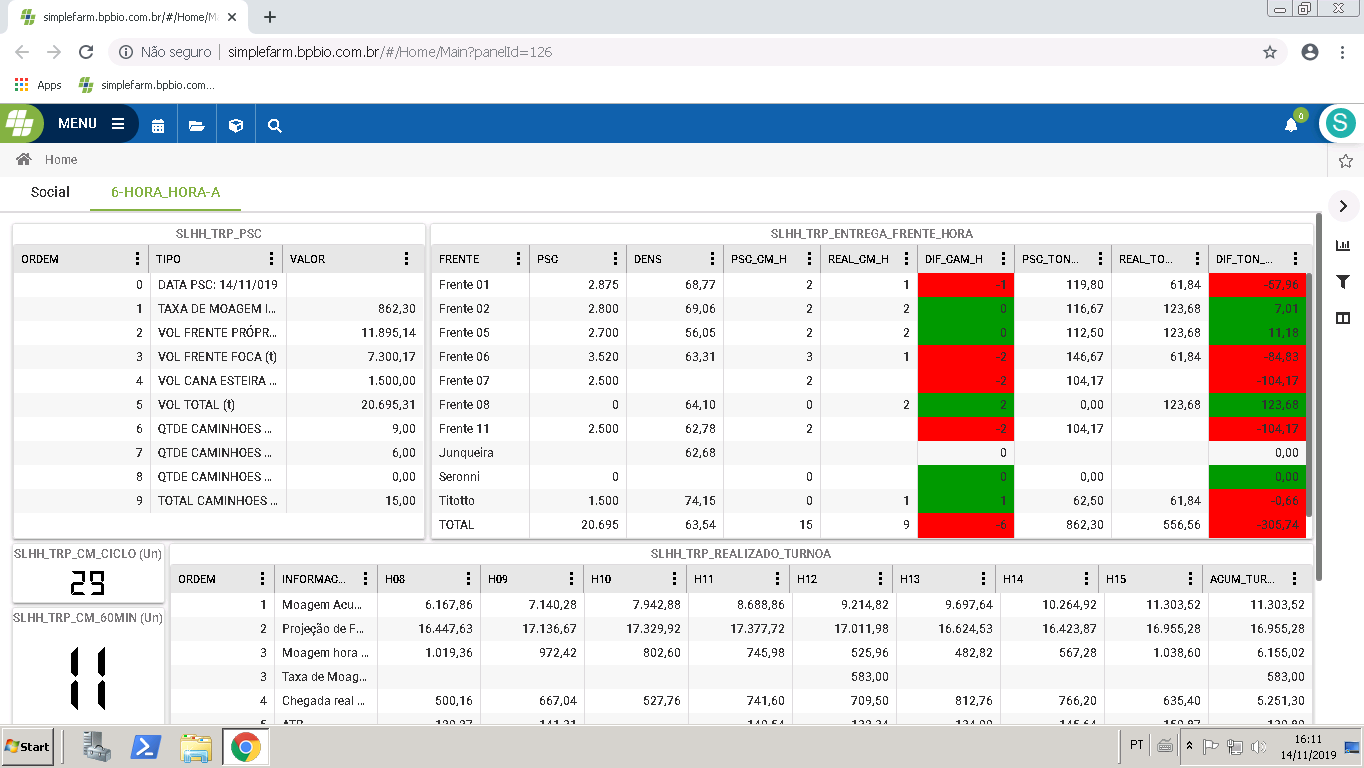 simplefarm.bpbio.com.br/#/Home/M
Não seguro | simplefarm.bpbio.com.br/#/Home/Main?panelId=126
Apps simplefarm.bpbio.com...
MENU 0 S
Home
Social 6-HORA_HORA-A
SLHH_TRP_PSC
ORDEM TIPO VALOR
0 DATA PSC: 14/11/019
1 TAXA DE MOAGEM I... 862,30
2 VOL FRENTE PRÓPR... 11.895,14
3 VOL FRENTE FOCA (t) 7.300,17
4 VOL CANA ESTEIRA ... 1.500,00
5 VOL TOTAL (t) 20.695,31
6 QTDE CAMINHOES ... 9,00
7 QTDE CAMINHOES ... 6,00
8 QTDE CAMINHOES ... 0,00
9 TOTAL CAMINHOES ... 15,00
SLHH_TRP_ENTREGA_FRENTE_HORA
FRENTE PSC DENS PSC_CM_H REAL_CM_H DIF_CAM_H PSC_TON... REAL_TO... DIF_TON_...
Frente 01 2.875 68,77 2 1 -1 119,80 61,84 -57,96
Frente 02 2.800 69,06 2 2 0 116,67 123,68 7,01
Frente 05 2.700 56,05 2 2 0 112,50 123,68 11,18
Frente 06 3.520 63,31 3 1 -2 146,67 61,84 -84,83
Frente 07 2.500 2 -2 104,17 -104,17
Frente 08 0 64,10 0 2 2 0,00 123,68 123,68
Frente 11 2.500 62,78 2 -2 104,17 -104,17
Junqueira 62,68 0 0,00
Seronni 0 0 0 0,00 0,00
Titotto 1.500 74,15 0 1 1 62,50 61,84 -0,66
TOTAL 20.695 63,54 15 9 -6 862,30 556,56 -306,74
SLHH_TRP_CM_CICLO (Un)
29
SLHH_TRP_CM_60MIN (Un)
11
SLHH_TRP_REALIZADO_TURNOA
ORDEM INFORMAC... H08 H09 H10 H11 H12 H13 H14 H15 ACUM_TUR...
1 Moagem Acu... 6.167,86 7.140,28 7.942,88 8.688,86 9.214,82 9.697,64 10.264,92 11.303,52 11.303,52
2 Projeção de F... 16.447,63 17.136,67 17.329,92 17.377,72 17.011,98 16.624,53 16.423,87 16.955,28 16.955,28
3 Moagem hora ... 1.019,36 972,42 802,60 745,98 525,96 482,82 567,28 1.038,60 6.155,02
3 Taxa de Moag... 583,00 583,00
4 Chegada real ... 500,16 667,04 527,76 741,60 709,50 812,76 766,20 635,40 5.251,30
Start PT 16:11
14/11/2019